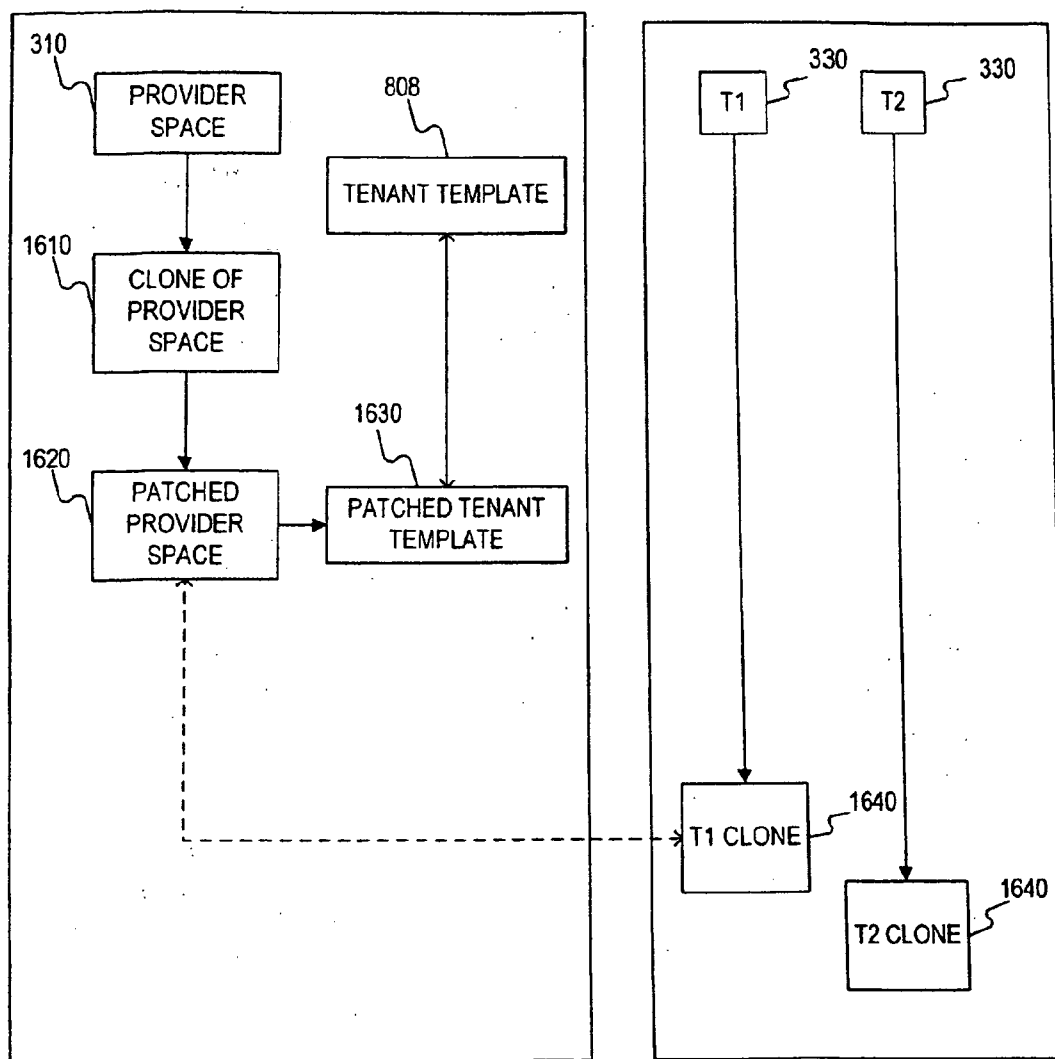 310
PROVIDER
SPACE
808
TENANT TEMPLATE
1610
CLONE OF
PROVIDER
SPACE
1630
1620
PATCHED
PROVIDER
SPACE
PATCHED TENANT
TEMPLATE
330
T1
330
T2
1640
T1 CLONE
1640
T2 CLONE